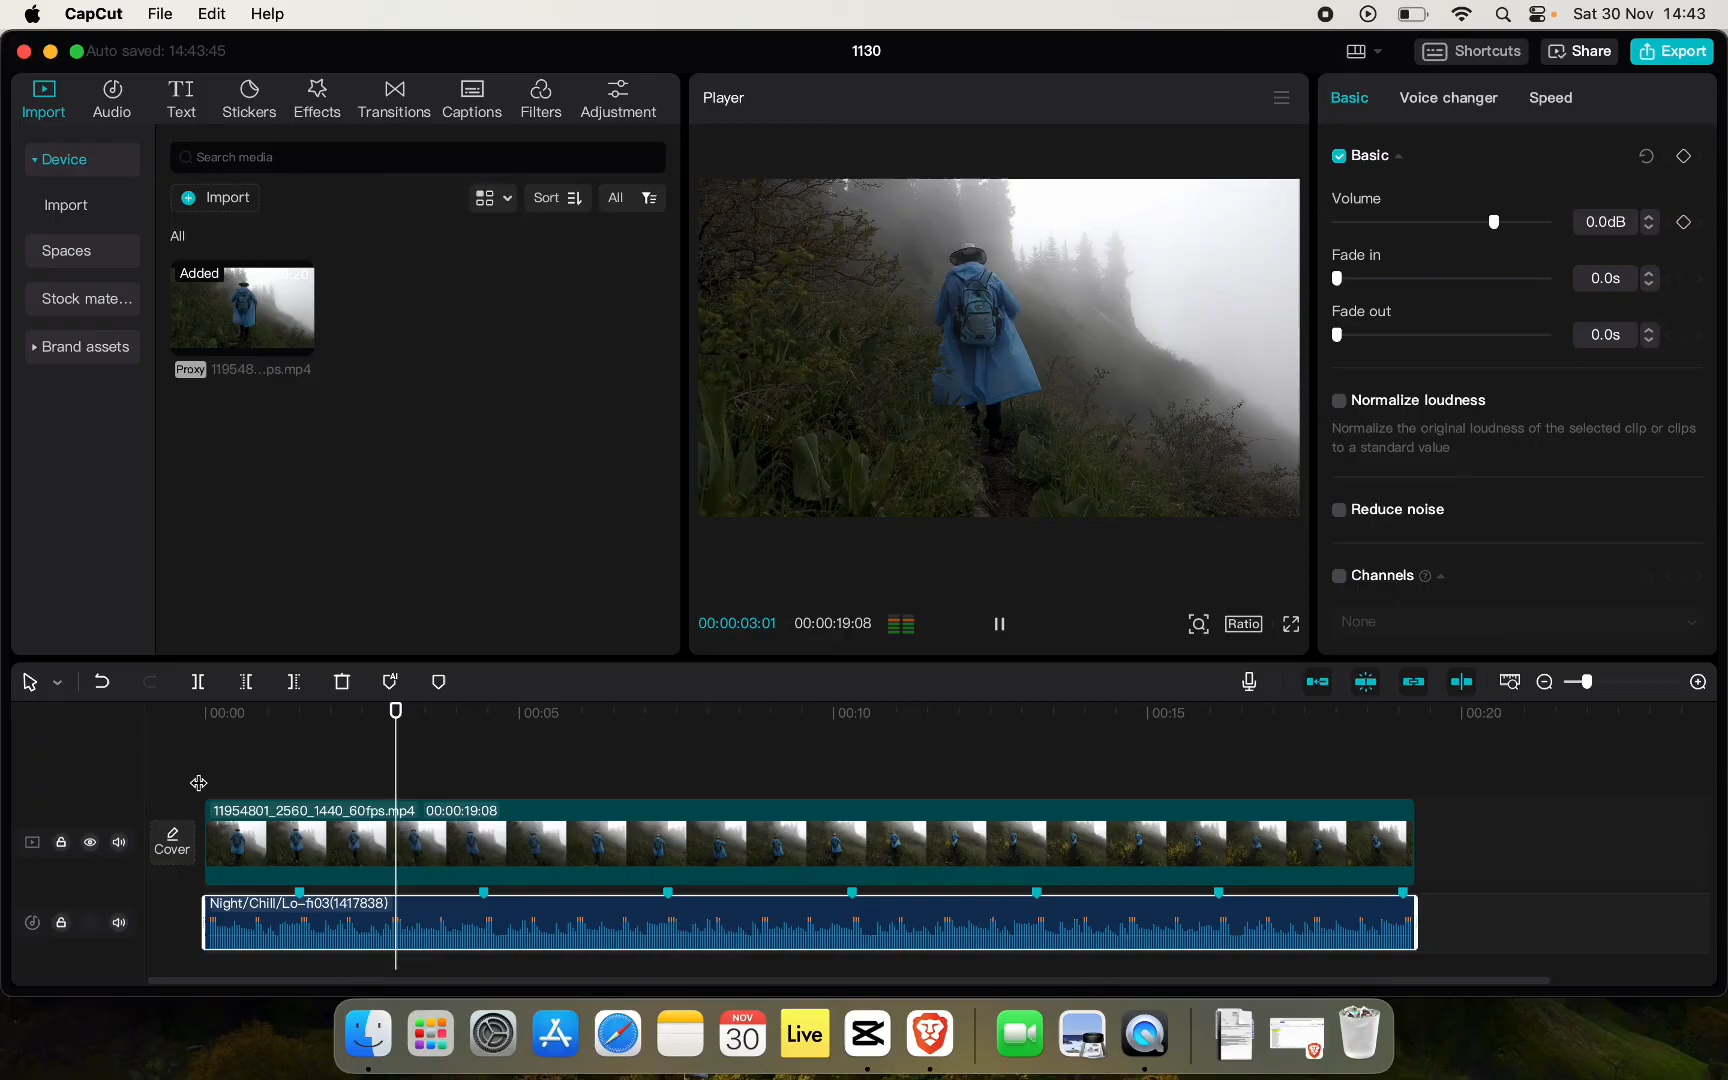 CapCut File Edit Help
Sat 30 Nov 14:43
Auto saved: 14:43:45
1130
Shortcuts
Share
Export
Import
Audio
TI
Text
Stickers
Effects
Transitions
Captions
Filters
Adjustment
Device
Import
Spaces
Stock mate...
Brand assets
Search media
Import
Sort
All
All
Added
Proxy 119548...ps.mp4
Player
00:00:03:01 00:00:19:08
Ratio
Basic Voice changer Speed
Basic
Volume
0.0dB
Fade in
0.0s
Fade out
0.0s
Normalize loudness
Normalize the original loudness of the selected clip or clips
to a standard value
Reduce noise
Channels
None
00:00 00:05 00:10 00:15 00:20
Cover
11954801_2560_1440_60fps.mp4 00:00:19:08
Night/Chill/Lo-fi03(1417838)
NOV
30
Live